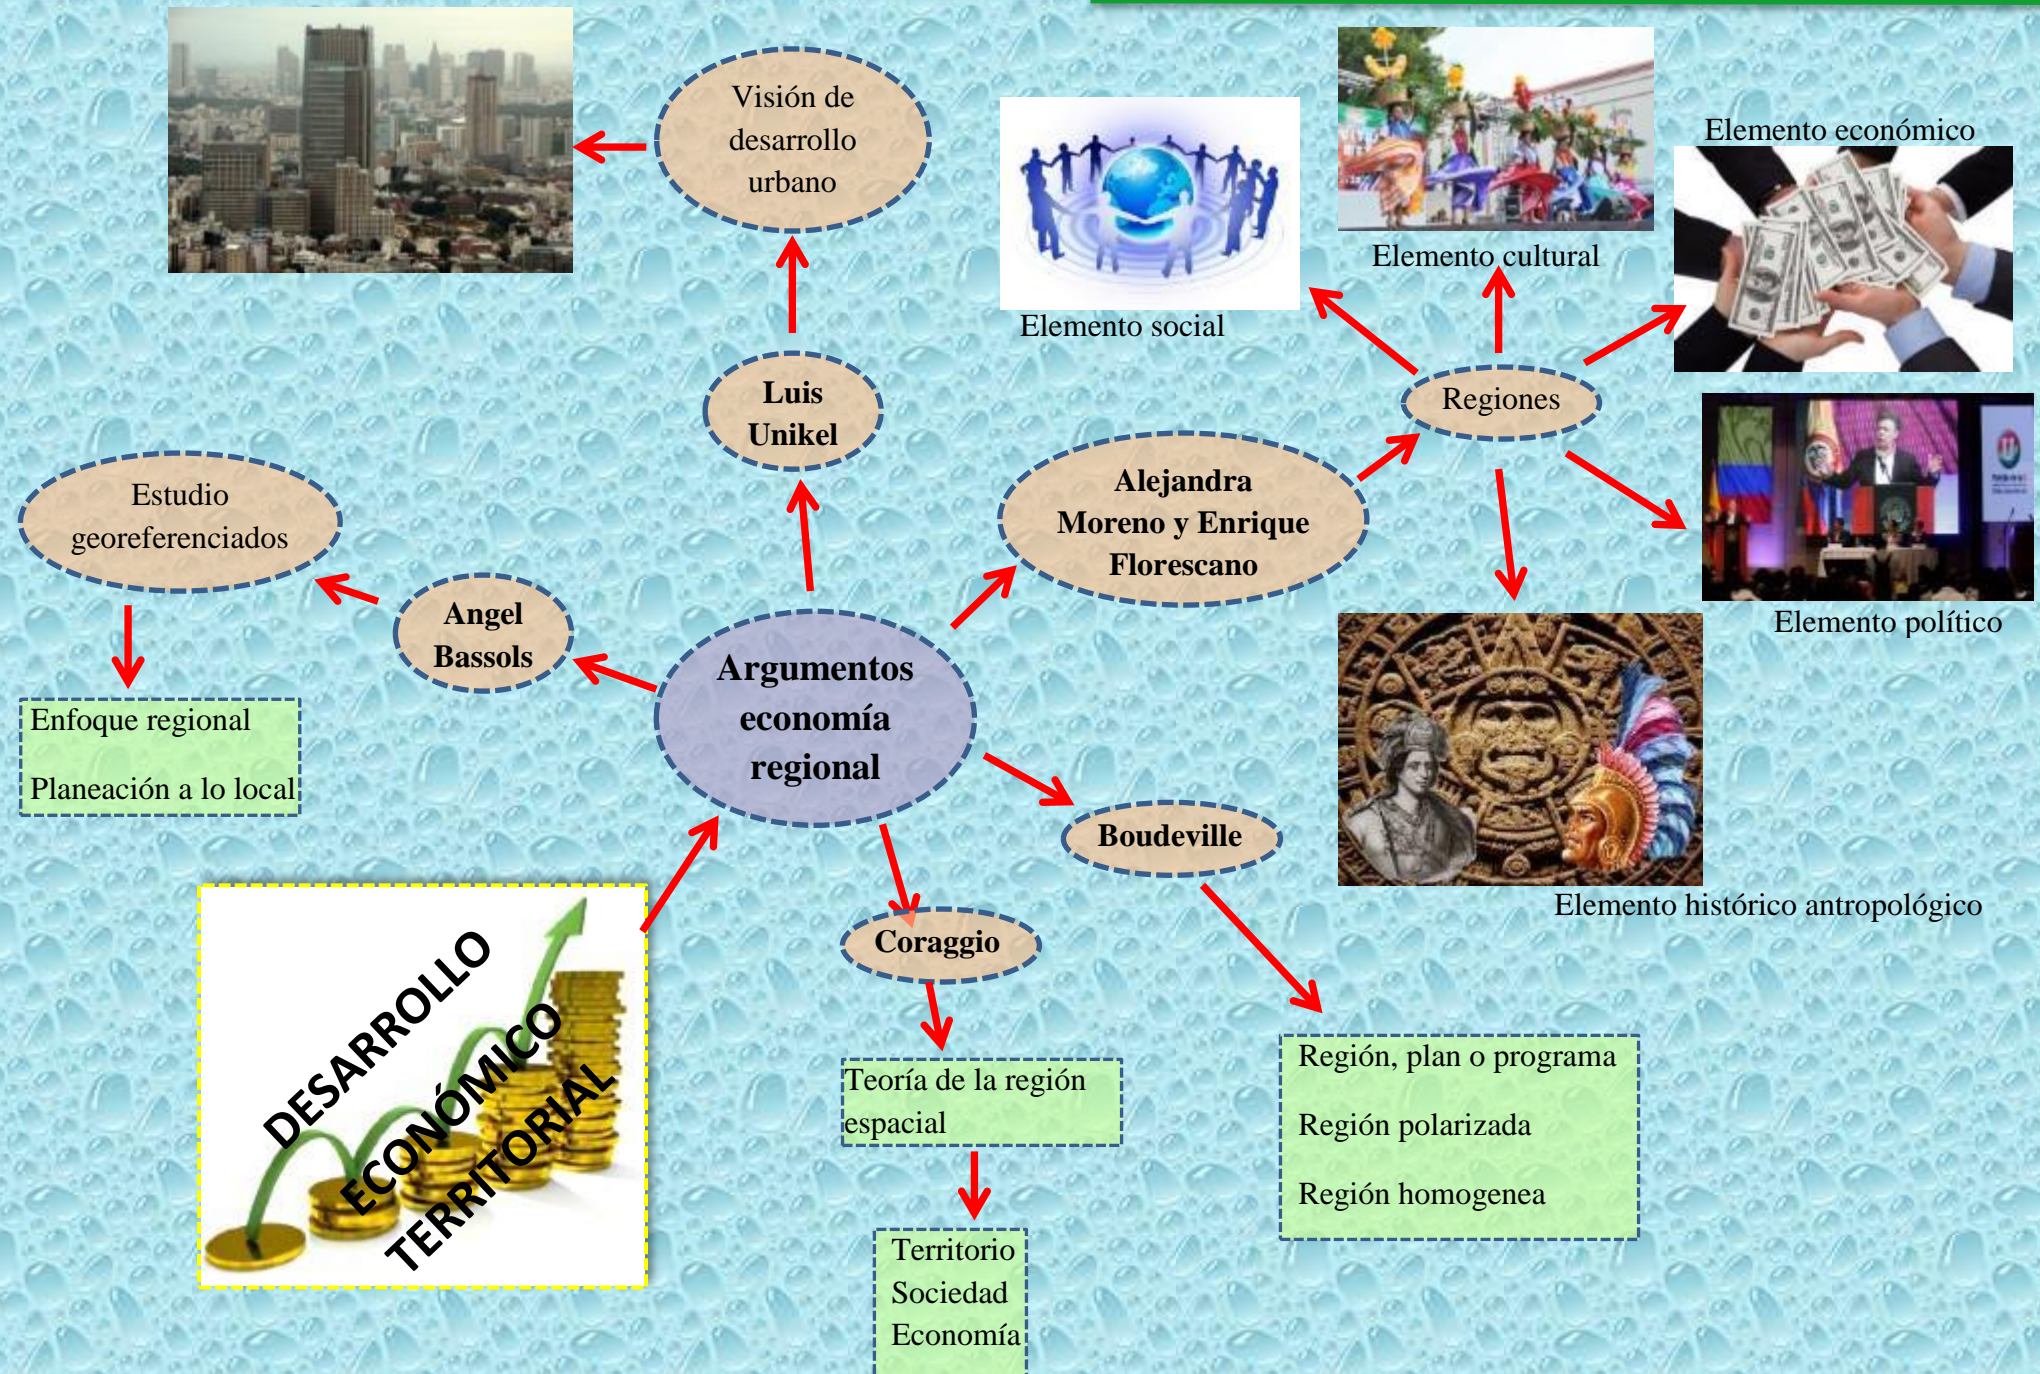 Visión de
desarrollo
urbano
Elemento económico
Elemento cultural
Elemento social
Luis
Unikel
Regiones
Alejandra
Moreno y Enrique
Florescano
Estudio
georeferenciados
Angel
Bassols
Elemento político
Argumentos
economía
regional
Enfoque regional
Planeación a lo local
Boudeville
Elemento histórico antropológico
Coraggio
DESARROLLO
ECONÓMICO
TERRITORIAL
Teoría de la región
espacial
Región, plan o programa
Región polarizada
Región homogenea
Territorio
Sociedad
Economía